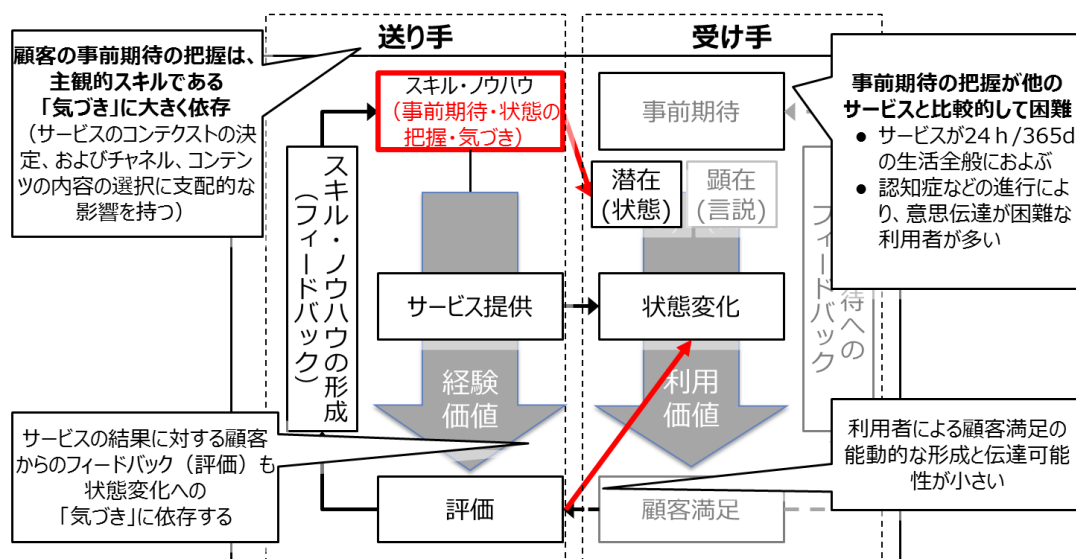 送り手
受け手
顧客の事前期待の把握は、
主観的スキルである
「気づき」に大きく依存
（サービスのコンテクストの決
定、およびチャネル、コンテン
ツの内容の選択に支配的な
影響を持つ）
スキル・ノウハウ
（事前期待・状態の
把握・気づき）
事前期待
事前期待の把握が他の
サービスと比較的して困難
● サービスが24ｈ/365d
の生活全般におよぶ
● 認知症などの進行によ
り、意思伝達が困難な
利用者が多い
潜在
(状態)
顕在
(言説)
スキル・ノウハウの形成
（フィードバック）
サービス提供
状態変化
待への
フィードバック
経験
価値
利用
価値
サービスの結果に対する顧客
からのフィードバック（評価）も
状態変化への
「気づき」に依存する
利用者による顧客満足の
能動的な形成と伝達可能
性が小さい
評価
顧客満足